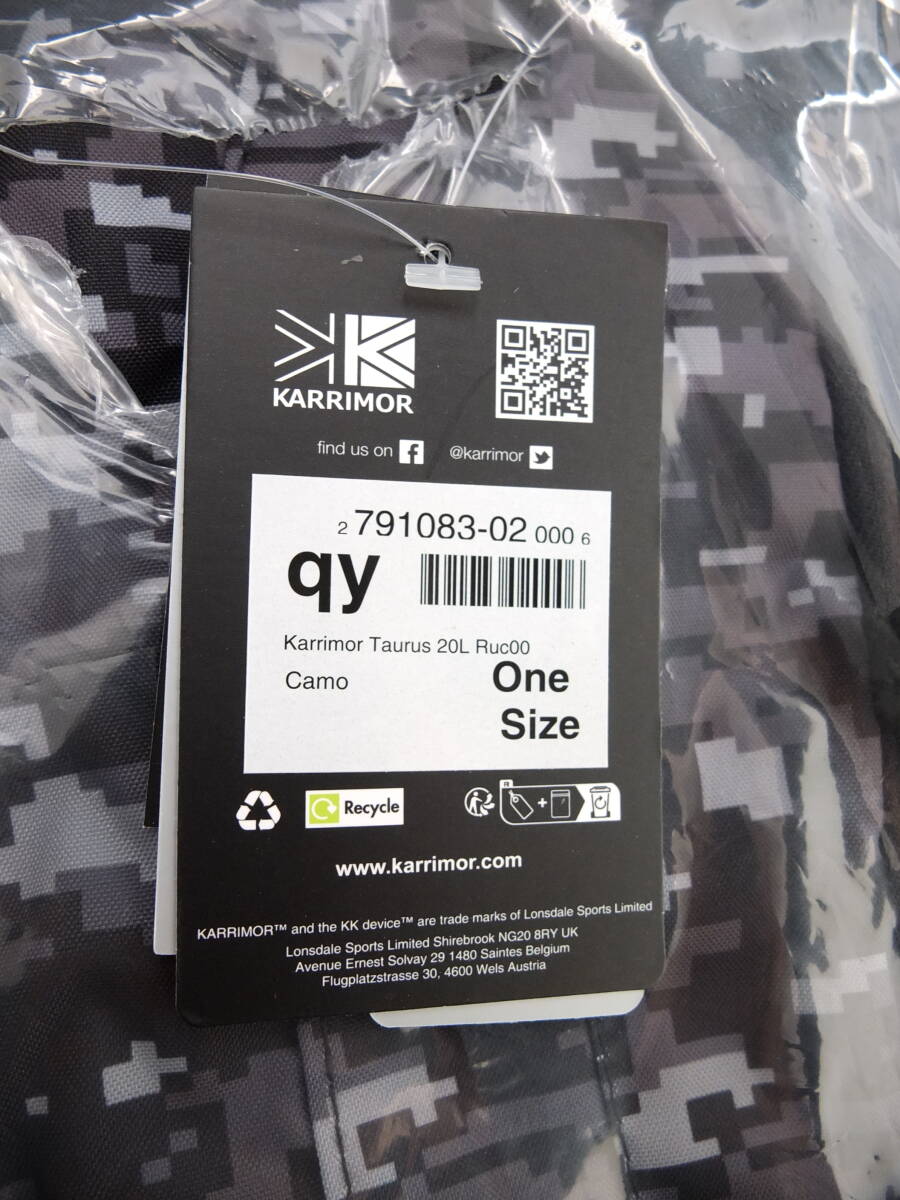 KARRIMOR
find us on @karrimor
2 791083-02 000 6
qy
Karrimor Taurus 20L Ruc00
Camo One
Size
Recycle
www.karrimor.com
KARRIMOR™ and the KK device™ are trade marks of Lonsdale Sports Limited
Lonsdale Sports Limited Shirebrook NG20 8RY UK
Avenue Ernest Solvay 29 1480 Saintes Belgium
Flugplatzstrasse 30, 4600 Wels Austria